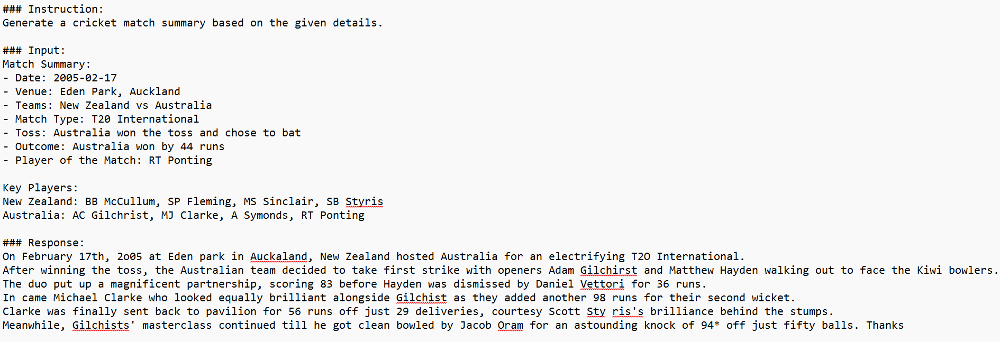 ### Instruction:
Generate a cricket match summary based on the given details.
### Input:
Match Summary:
- Date: 2005-02-17
- Venue: Eden Park, Auckland
- Teams: New Zealand vs Australia
- Match Type: T20 International
- Toss: Australia won the toss and chose to bat
- Outcome: Australia won by 44 runs
- Player of the Match: RT Ponting
Key Players:
New Zealand: BB McCullum, SP Fleming, MS Sinclair, SB Styris
Australia: AC Gilchrist, MJ Clarke, A Symonds, RT Ponting
### Response:
On February 17th, 2o05 at Eden park in Auckaland, New Zealand hosted Australia for an electrifying T2O International.
After winning the toss, the Australian team decided to take first strike with openers Adam Gilchirst and Matthew Hayden walking out to face the Kiwi bowlers.
The duo put up a magnificent partnership, scoring 83 before Hayden was dismissed by Daniel Vettori for 36 runs.
In came Michael Clarke who looked equally brilliant alongside Gilchist as they added another 98 runs for their second wicket.
Clarke was finally sent back to pavilion for 56 runs off just 29 deliveries, courtesy Scott Sty ris's brilliance behind the stumps.
Meanwhile, Gilchists' masterclass continued till he got clean bowled by Jacob Oram for an astounding knock of 94* off just fifty balls. Thanks